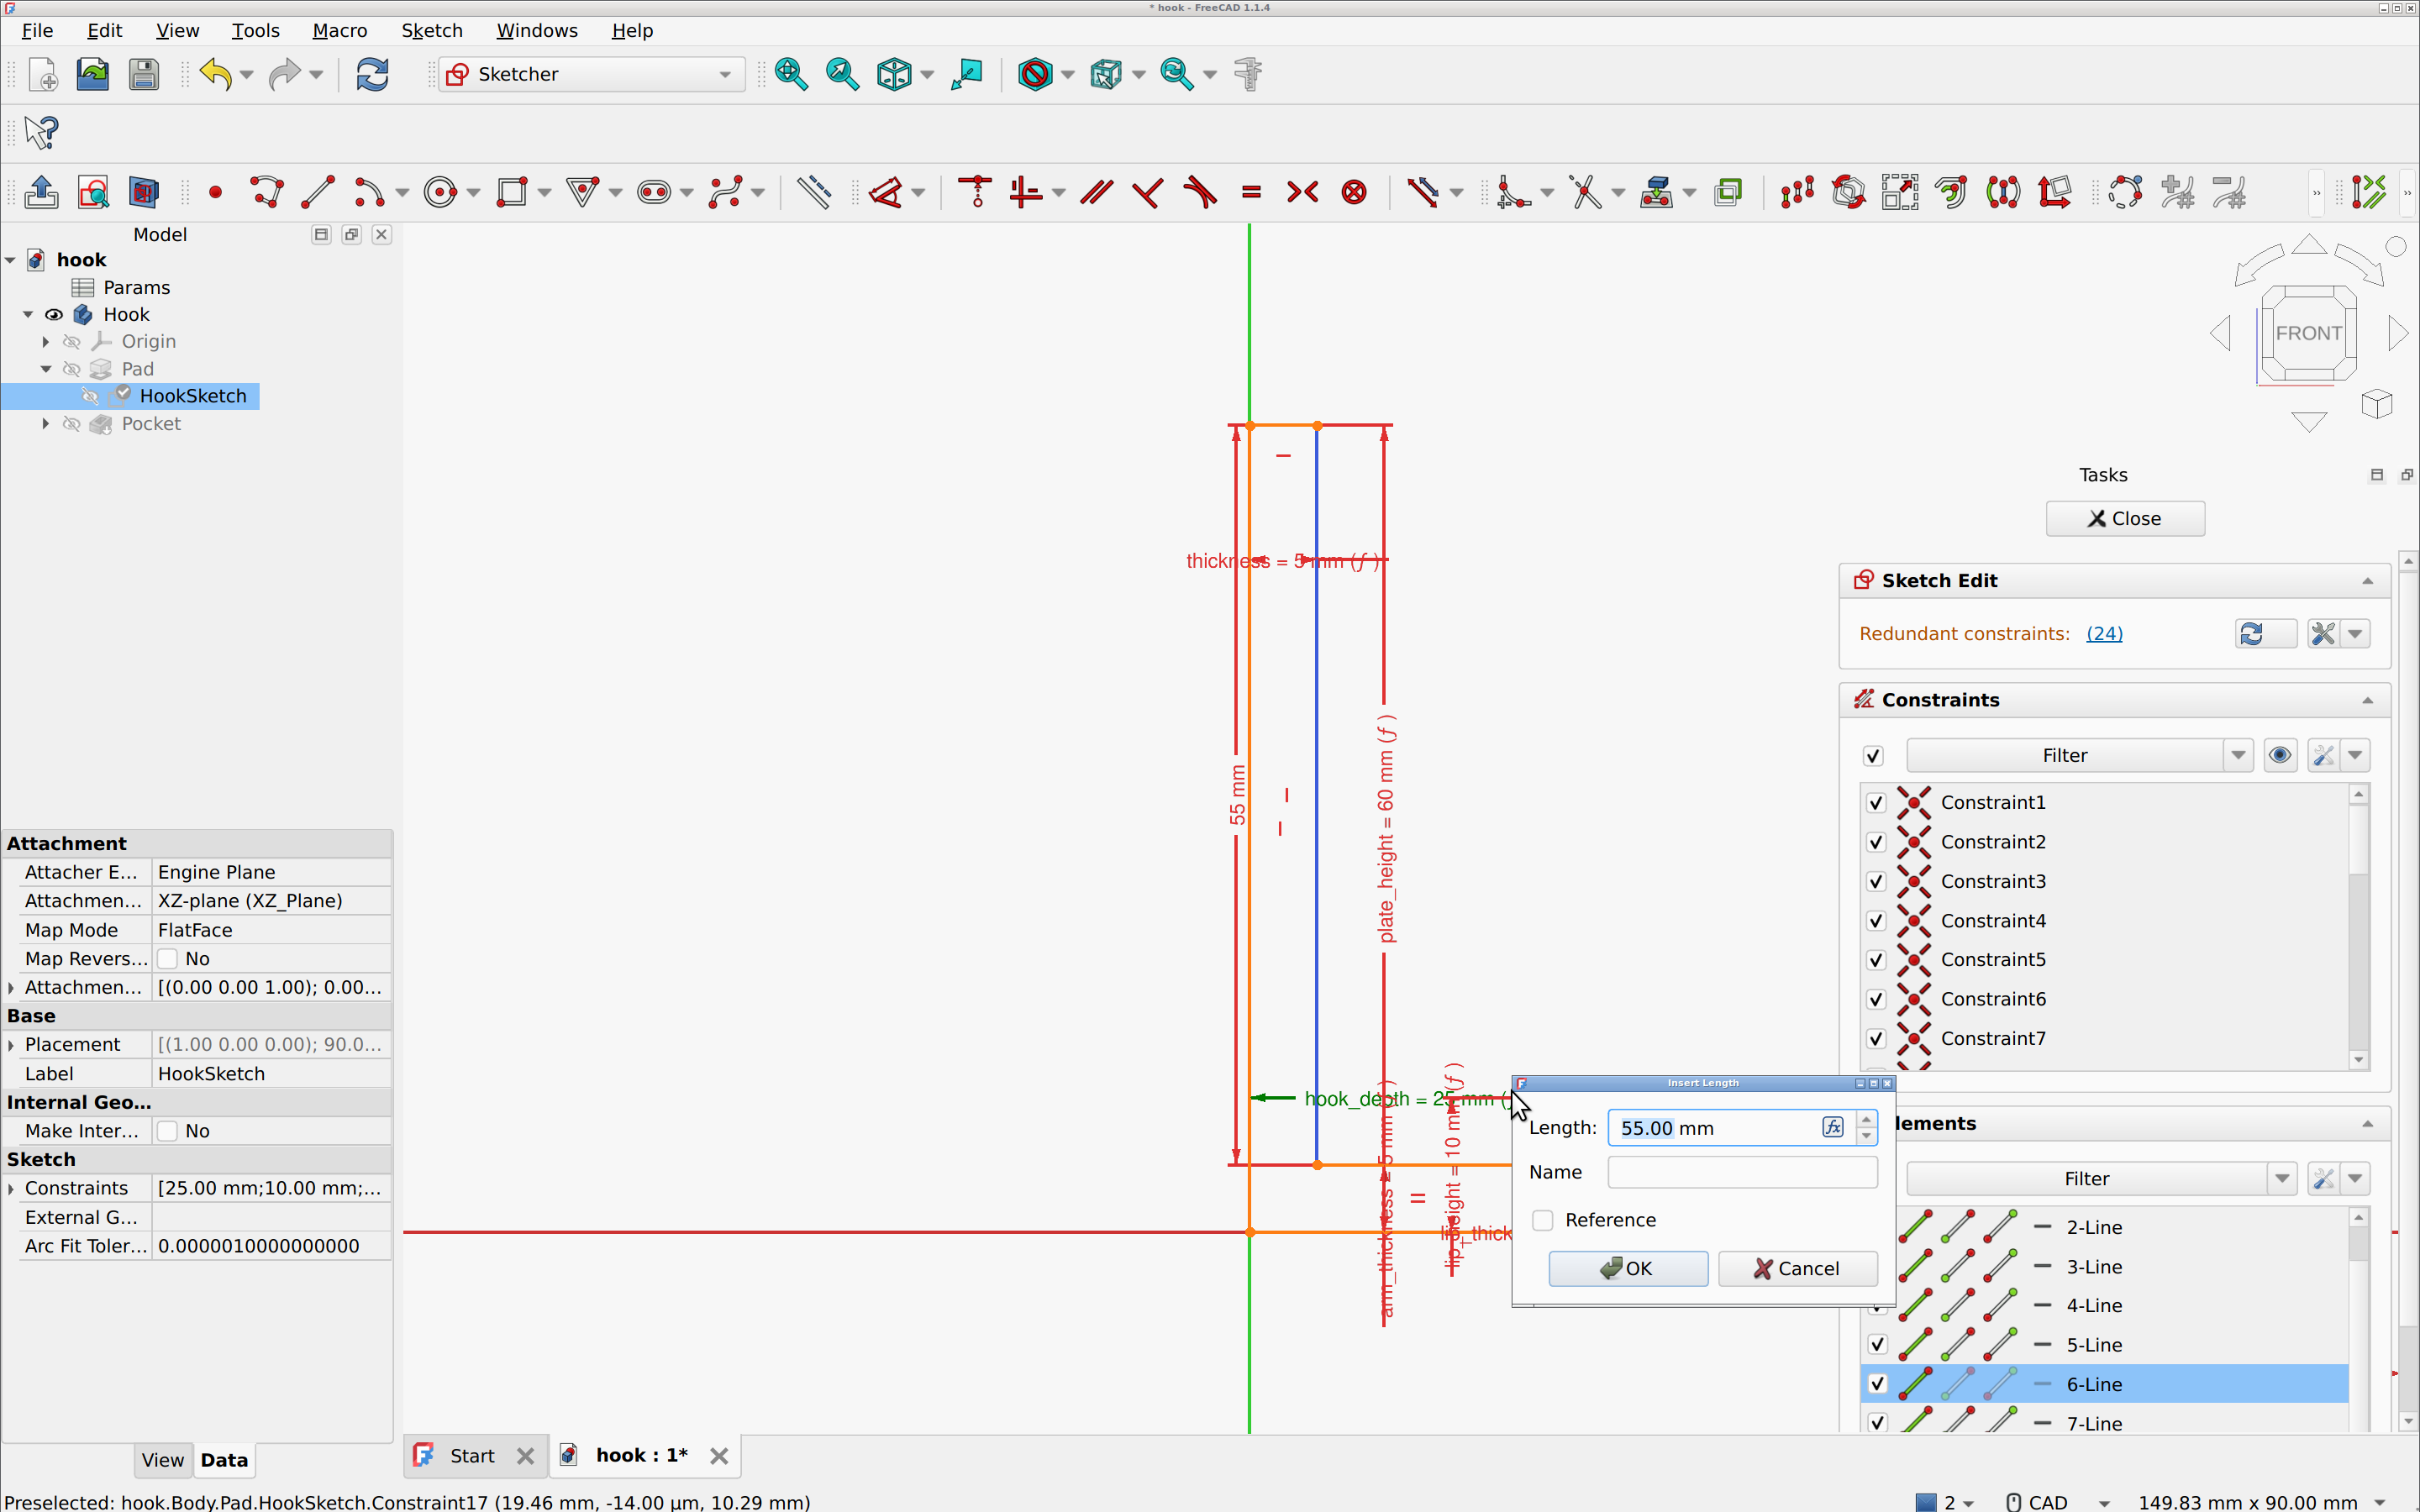 * hook - FreeCAD 1.1.4
File Edit View Tools Macro Sketch Windows Help
Sketcher
Model
hook
Params
Hook
Origin
Pad
HookSketch
Pocket
FRONT
Tasks
Close
Sketch Edit
Redundant constraints: (24)
Constraints
Filter
Constraint1
Constraint2
Constraint3
Constraint4
Constraint5
Constraint6
Constraint7
thickness = 5 mm (ƒ )
55 mm
plate_height = 60 mm (ƒ )
hook_depth = 25 mm (
arm_thickness = 5 mm (ƒ )
lip_height = 10 mm (ƒ )
lip_thick
Insert Length
Length: 55.00 mm
Name
Reference
OK Cancel
lements
Filter
2-Line
3-Line
4-Line
5-Line
6-Line
7-Line
Attachment
Attacher E... Engine Plane
Attachmen... XZ-plane (XZ_Plane)
Map Mode FlatFace
Map Revers... No
Attachmen... [(0.00 0.00 1.00); 0.00...
Base
Placement [(1.00 0.00 0.00); 90.0...
Label HookSketch
Internal Geo...
Make Inter... No
Sketch
Constraints [25.00 mm;10.00 mm;...
External G...
Arc Fit Toler... 0.0000010000000000
View Data
Start
hook : 1*
Preselected: hook.Body.Pad.HookSketch.Constraint17 (19.46 mm, -14.00 µm, 10.29 mm)
2 CAD 149.83 mm x 90.00 mm